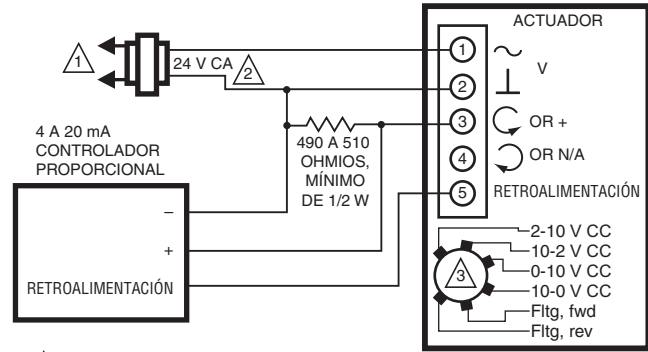 ACTUADOR
1
24 V CA
2
1
V
2
4 A 20 mA
CONTROLADOR
PROPORCIONAL
490 A 510
OHMIOS,
MÍNIMO
DE 1/2 W
3
OR +
4
OR N/A
5
RETROALIMENTACIÓN
–
+
RETROALIMENTACIÓN
3
2-10 V CC
10-2 V CC
0-10 V CC
10-0 V CC
Fltg, fwd
Fltg, rev